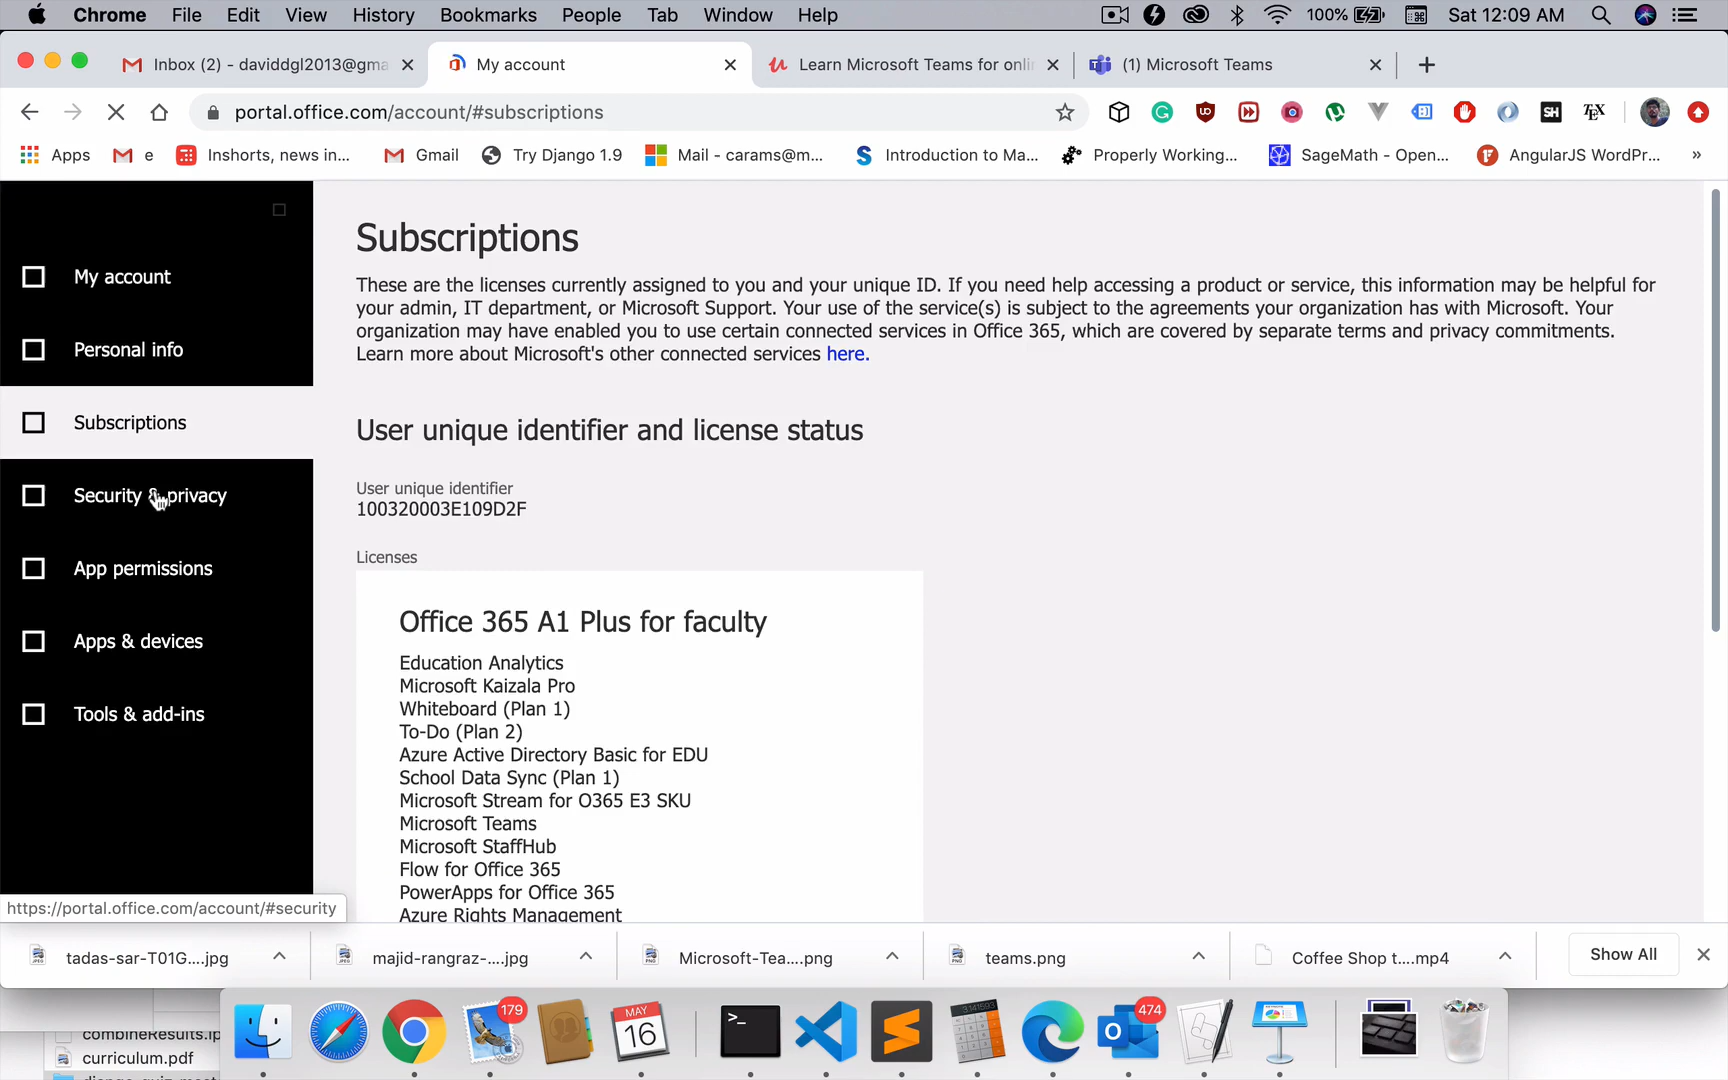 Chrome File Edit View History Bookmarks People Tab Window Help 100% Sat 12:09 AM
Inbox (2) - daviddgl2013@gma
My account
Learn Microsoft Teams for onli
(1) Microsoft Teams
portal.office.com/account/#subscriptions
SH TEX
Apps
e
Inshorts, news in...
Gmail
Try Django 1.9
Mail - carams@m...
Introduction to Ma...
Properly Working...
SageMath - Open...
AngularJS WordPr...
»
My account
Personal info
Subscriptions
Security & privacy
App permissions
Apps & devices
Tools & add-ins
Subscriptions
These are the licenses currently assigned to you and your unique ID. If you need help accessing a product or service, this information may be helpful for
your admin, IT department, or Microsoft Support. Your use of the service(s) is subject to the agreements your organization has with Microsoft. Your
organization may have enabled you to use certain connected services in Office 365, which are covered by separate terms and privacy commitments.
Learn more about Microsoft's other connected services here.
User unique identifier and license status
User unique identifier
100320003E109D2F
Licenses
Office 365 A1 Plus for faculty
Education Analytics
Microsoft Kaizala Pro
Whiteboard (Plan 1)
To-Do (Plan 2)
Azure Active Directory Basic for EDU
School Data Sync (Plan 1)
Microsoft Stream for O365 E3 SKU
Microsoft Teams
Microsoft StaffHub
Flow for Office 365
PowerApps for Office 365
Azure Rights Management
https://portal.office.com/account/#security
tadas-sar-T01G....jpg
majid-rangraz-....jpg
Microsoft-Tea....png
teams.png
Coffee Shop t....mp4
Show All
179
MAY
16
474
combineResults.ip
curriculum.pdf